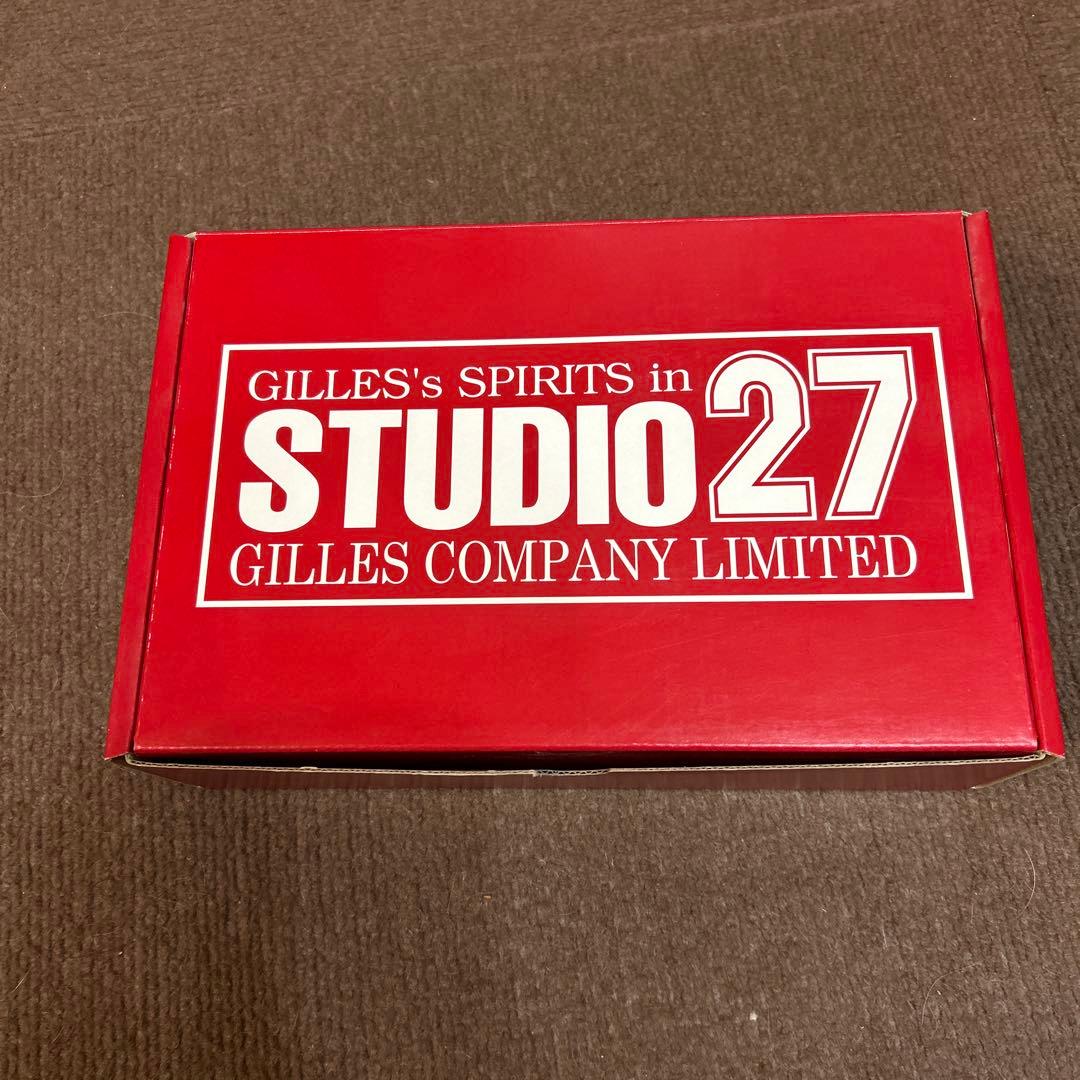 GILLES's SPIRITS in
STUDIO27
GILLES COMPANY LIMITED